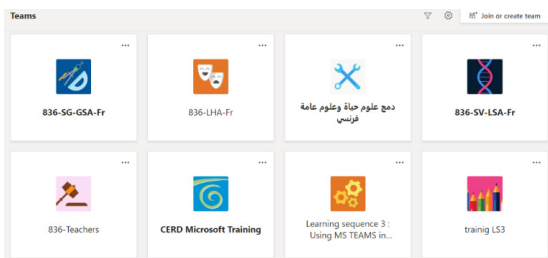 Teams
Join or create team
836-SG-GSA-Fr
836-LHA-Fr
دمج علوم حياة وعلوم عامة
فرنسي
836-SV-LSA-Fr
836-Teachers
CERD Microsoft Training
Learning sequence 3 :
Using MS TEAMS in...
trainig LS3